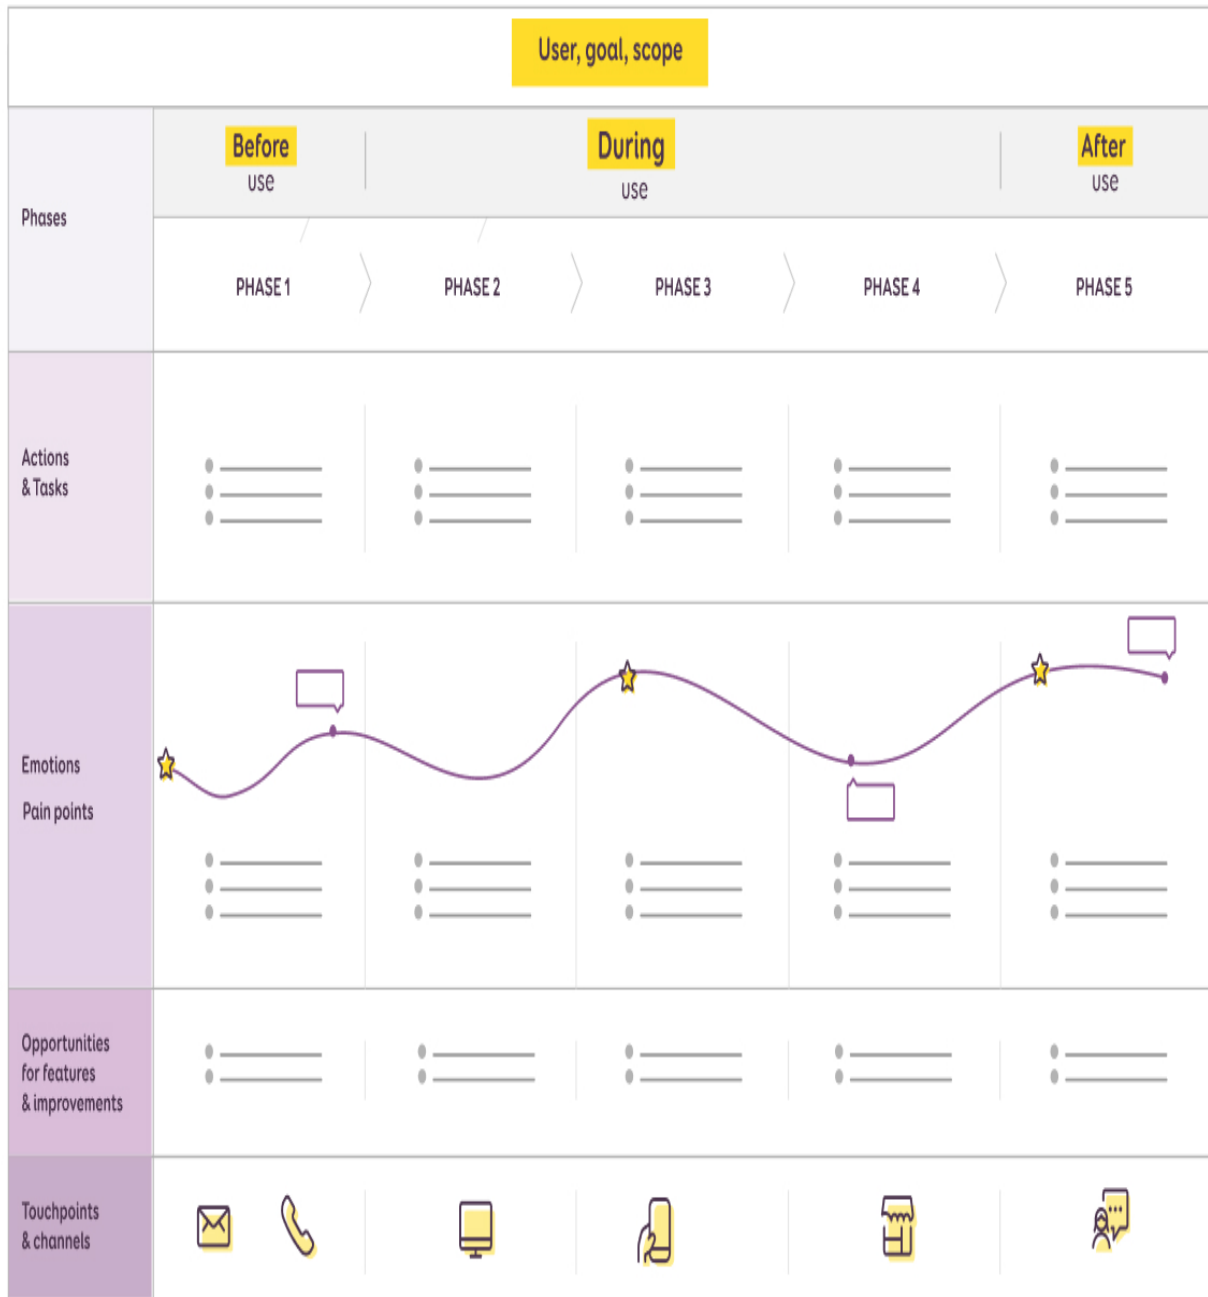 User, goal, scope
Before
use
During
use
After
use
Phases
PHASE 1
PHASE 2
PHASE 3
PHASE 4
PHASE 5
Actions
& Tasks
Emotions
Pain points
Opportunities
for features
& improvements
Touchpoints
& channels